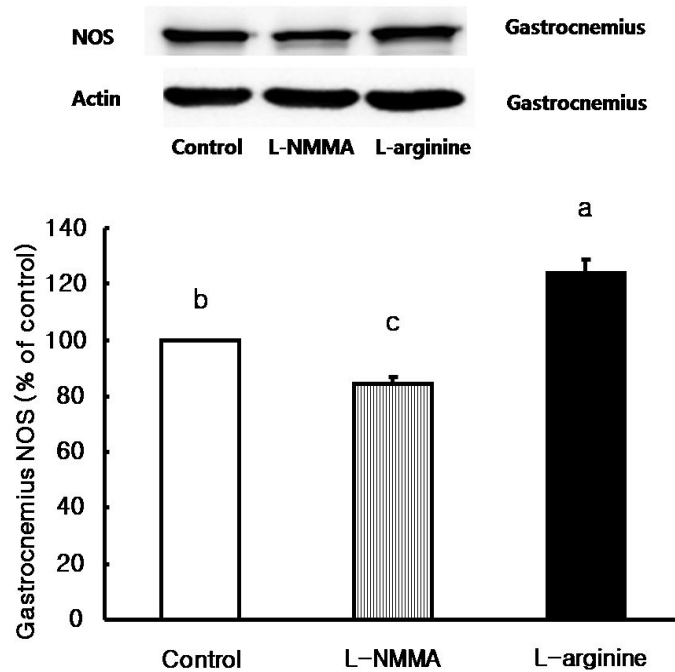 NOS Gastrocnemius
Actin Gastrocnemius
Control L-NMMA L-arginine
Gastrocnemius NOS (% of control)
140
120
100
80
60
40
20
0
b
c
a
Control L-NMMA L-arginine